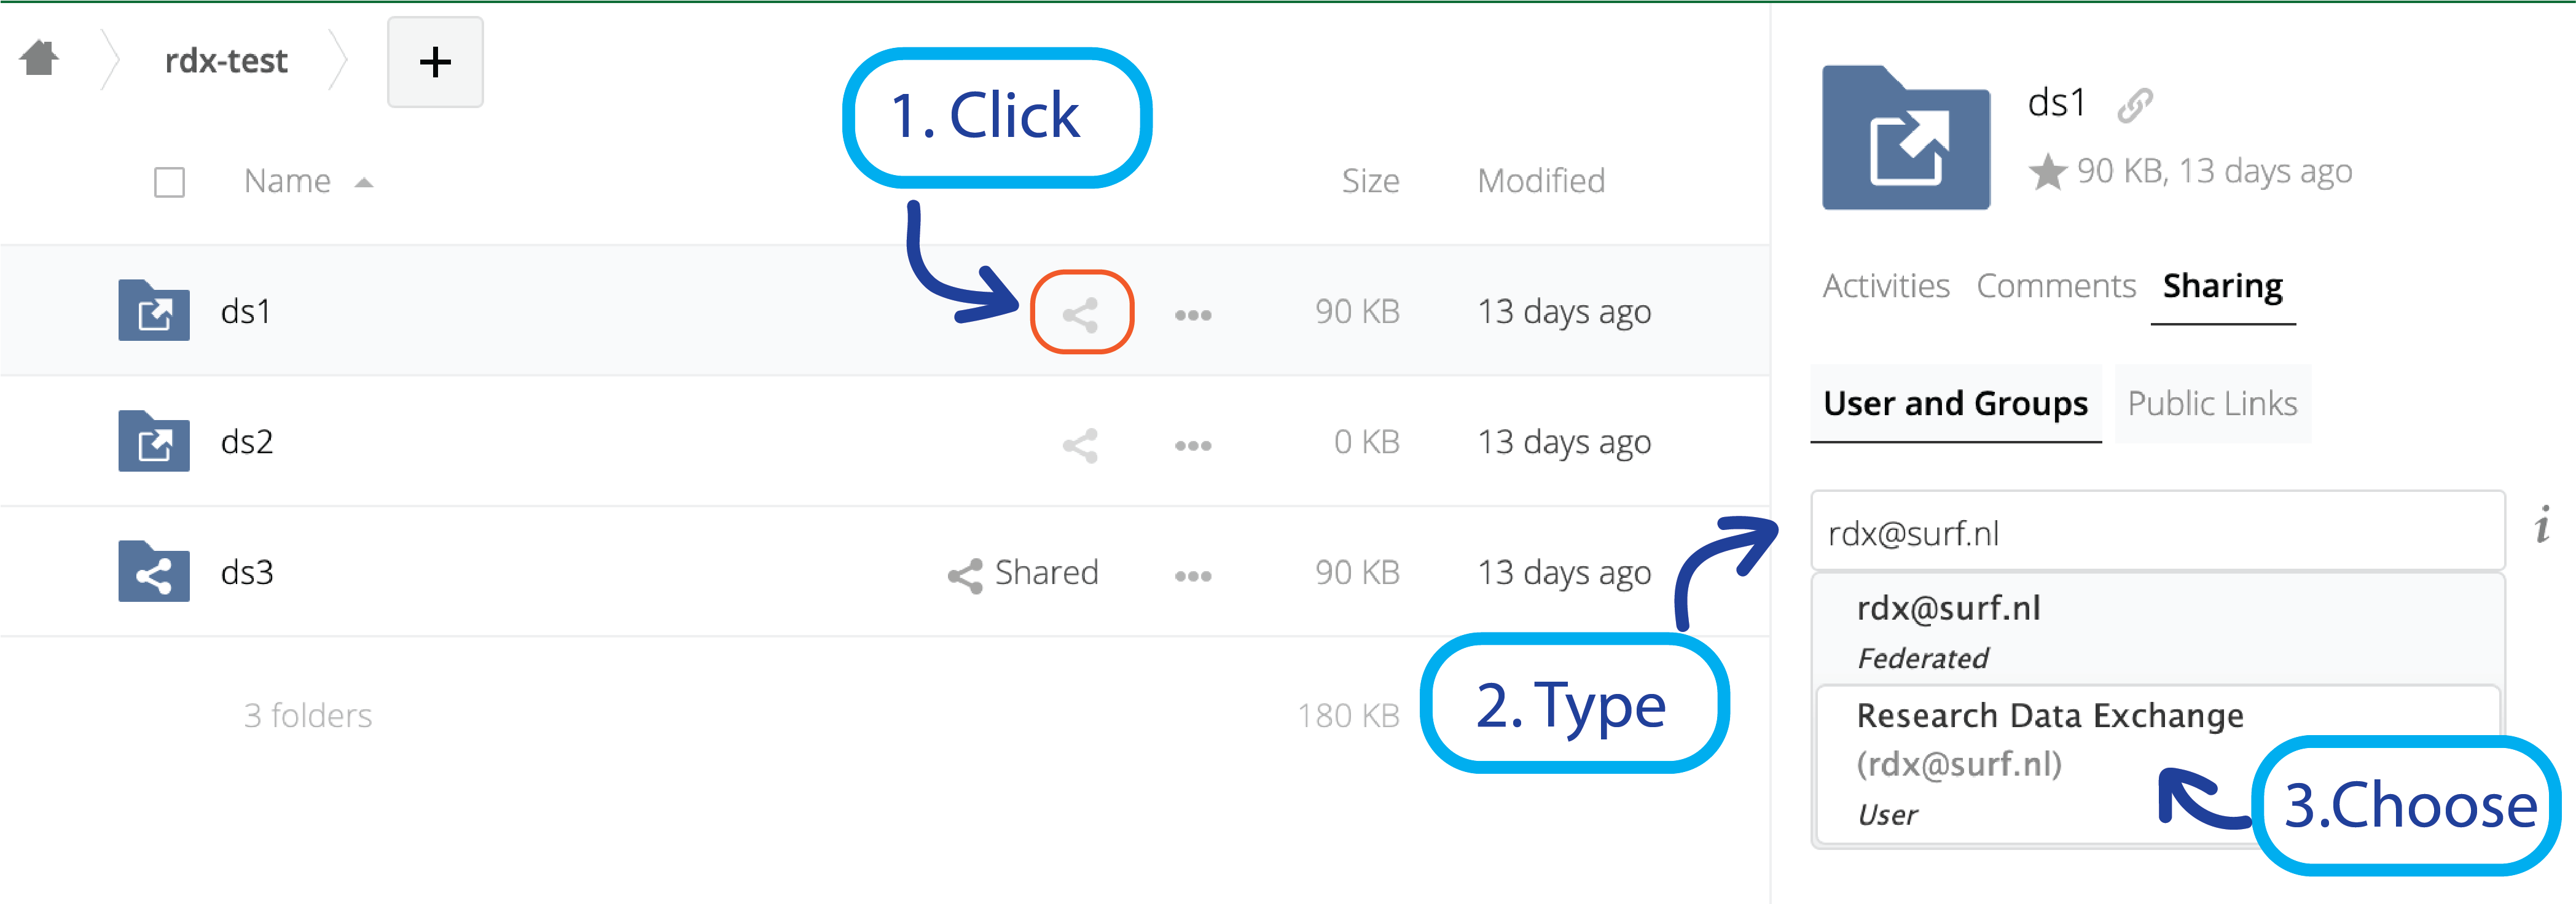 rdx-test
+
1. Click
Name
Size
Modified
ds1
90 KB
13 days ago
ds2
0 KB
13 days ago
ds3
Shared
90 KB
13 days ago
3 folders
180 KB
ds1
90 KB, 13 days ago
Activities
Comments
Sharing
User and Groups
Public Links
rdx@surf.nl
i
2. Type
rdx@surf.nl
Federated
Research Data Exchange
(rdx@surf.nl)
User
3.Choose